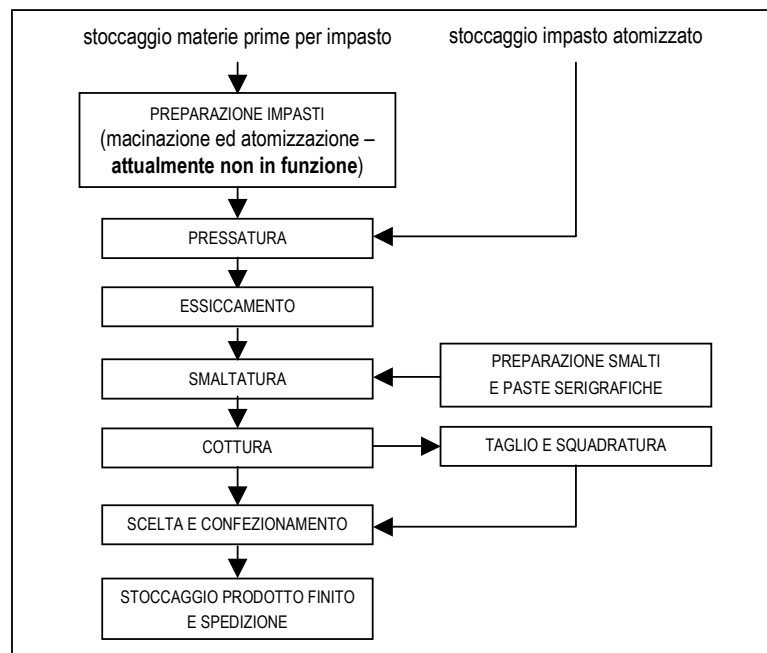 stoccaggio materie prime per impasto
stoccaggio impasto atomizzato
PREPARAZIONE IMPASTI
(macinazione ed atomizzazione –
attualmente non in funzione)
PRESSATURA
ESSICCAMENTO
SMALTATURA
PREPARAZIONE SMALTI
E PASTE SERIGRAFICHE
COTTURA
TAGLIO E SQUADRATURA
SCELTA E CONFEZIONAMENTO
STOCCAGGIO PRODOTTO FINITO
E SPEDIZIONE